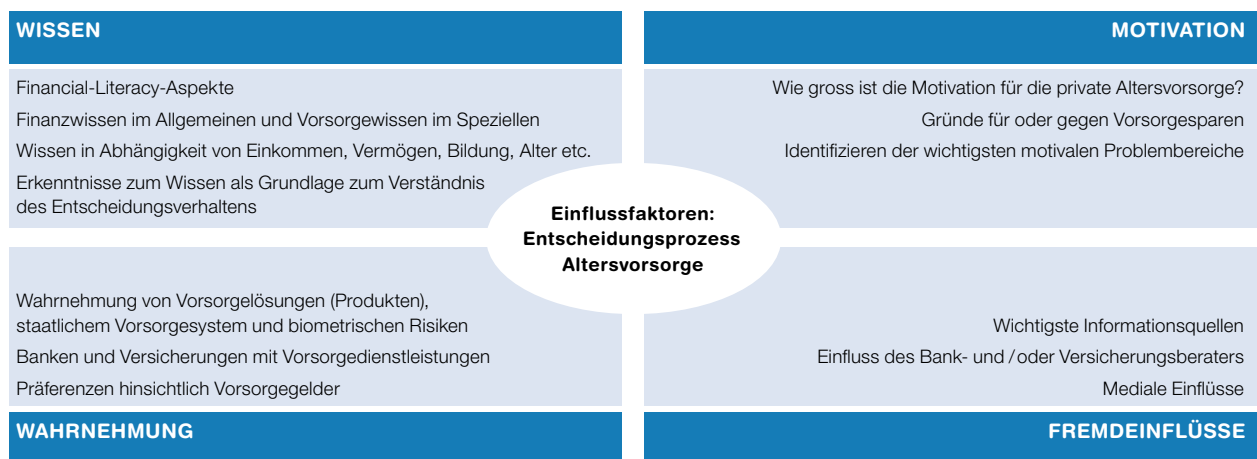 WISSEN
Financial-Literacy-Aspekte
Finanzwissen im Allgemeinen und Vorsorgewissen im Speziellen
Wissen in Abhängigkeit von Einkommen, Vermögen, Bildung, Alter etc.
Erkenntnisse zum Wissen als Grundlage zum Verständnis
des Entscheidungsverhaltens
MOTIVATION
Wie gross ist die Motivation für die private Altersvorsorge?
Gründe für oder gegen Vorsorgesparen
Identifizieren der wichtigsten motivalen Problembereiche
Einflussfaktoren:
Entscheidungsprozess
Altersvorsorge
Wahrnehmung von Vorsorgelösungen (Produkten),
staatlichem Vorsorgesystem und biometrischen Risiken
Banken und Versicherungen mit Vorsorgedienstleistungen
Präferenzen hinsichtlich Vorsorgegelder
WAHRNEHMUNG
Wichtigste Informationsquellen
Einfluss des Bank- und / oder Versicherungsberaters
Mediale Einflüsse
FREMDEINFLÜSSE